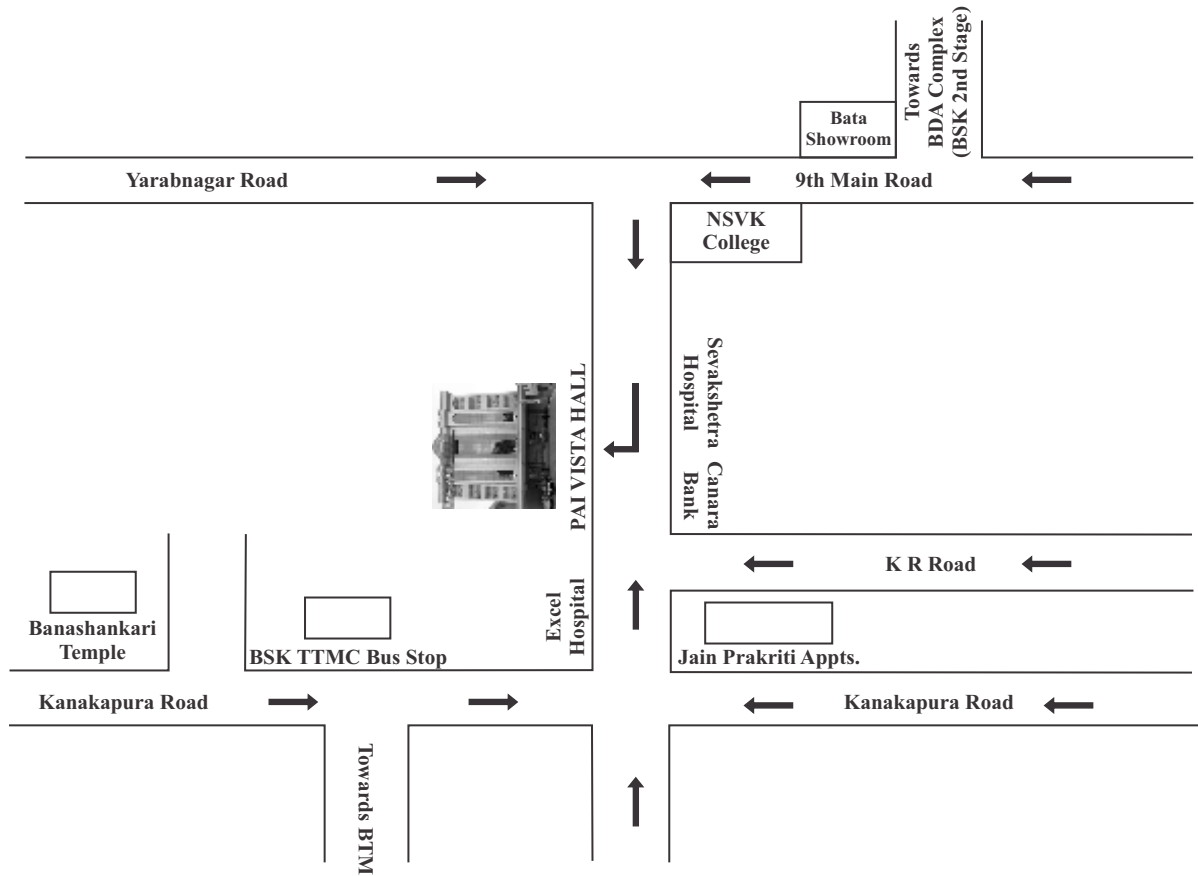 Towards
BDA Complex
(BSK 2nd Stage)
Bata
Showroom
Yarabnagar Road
9th Main Road
NSVK
College
Sevakshetra
Hospital
PAI VISTA HALL
Canara
Bank
K R Road
Excel
Hospital
Banashankari
Temple
BSK TTMC Bus Stop
Jain Prakriti Appts.
Kanakapura Road
Kanakapura Road
Towards BTM